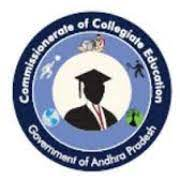 Commissionerate of Collegiate Education
Government of Andhra Pradesh